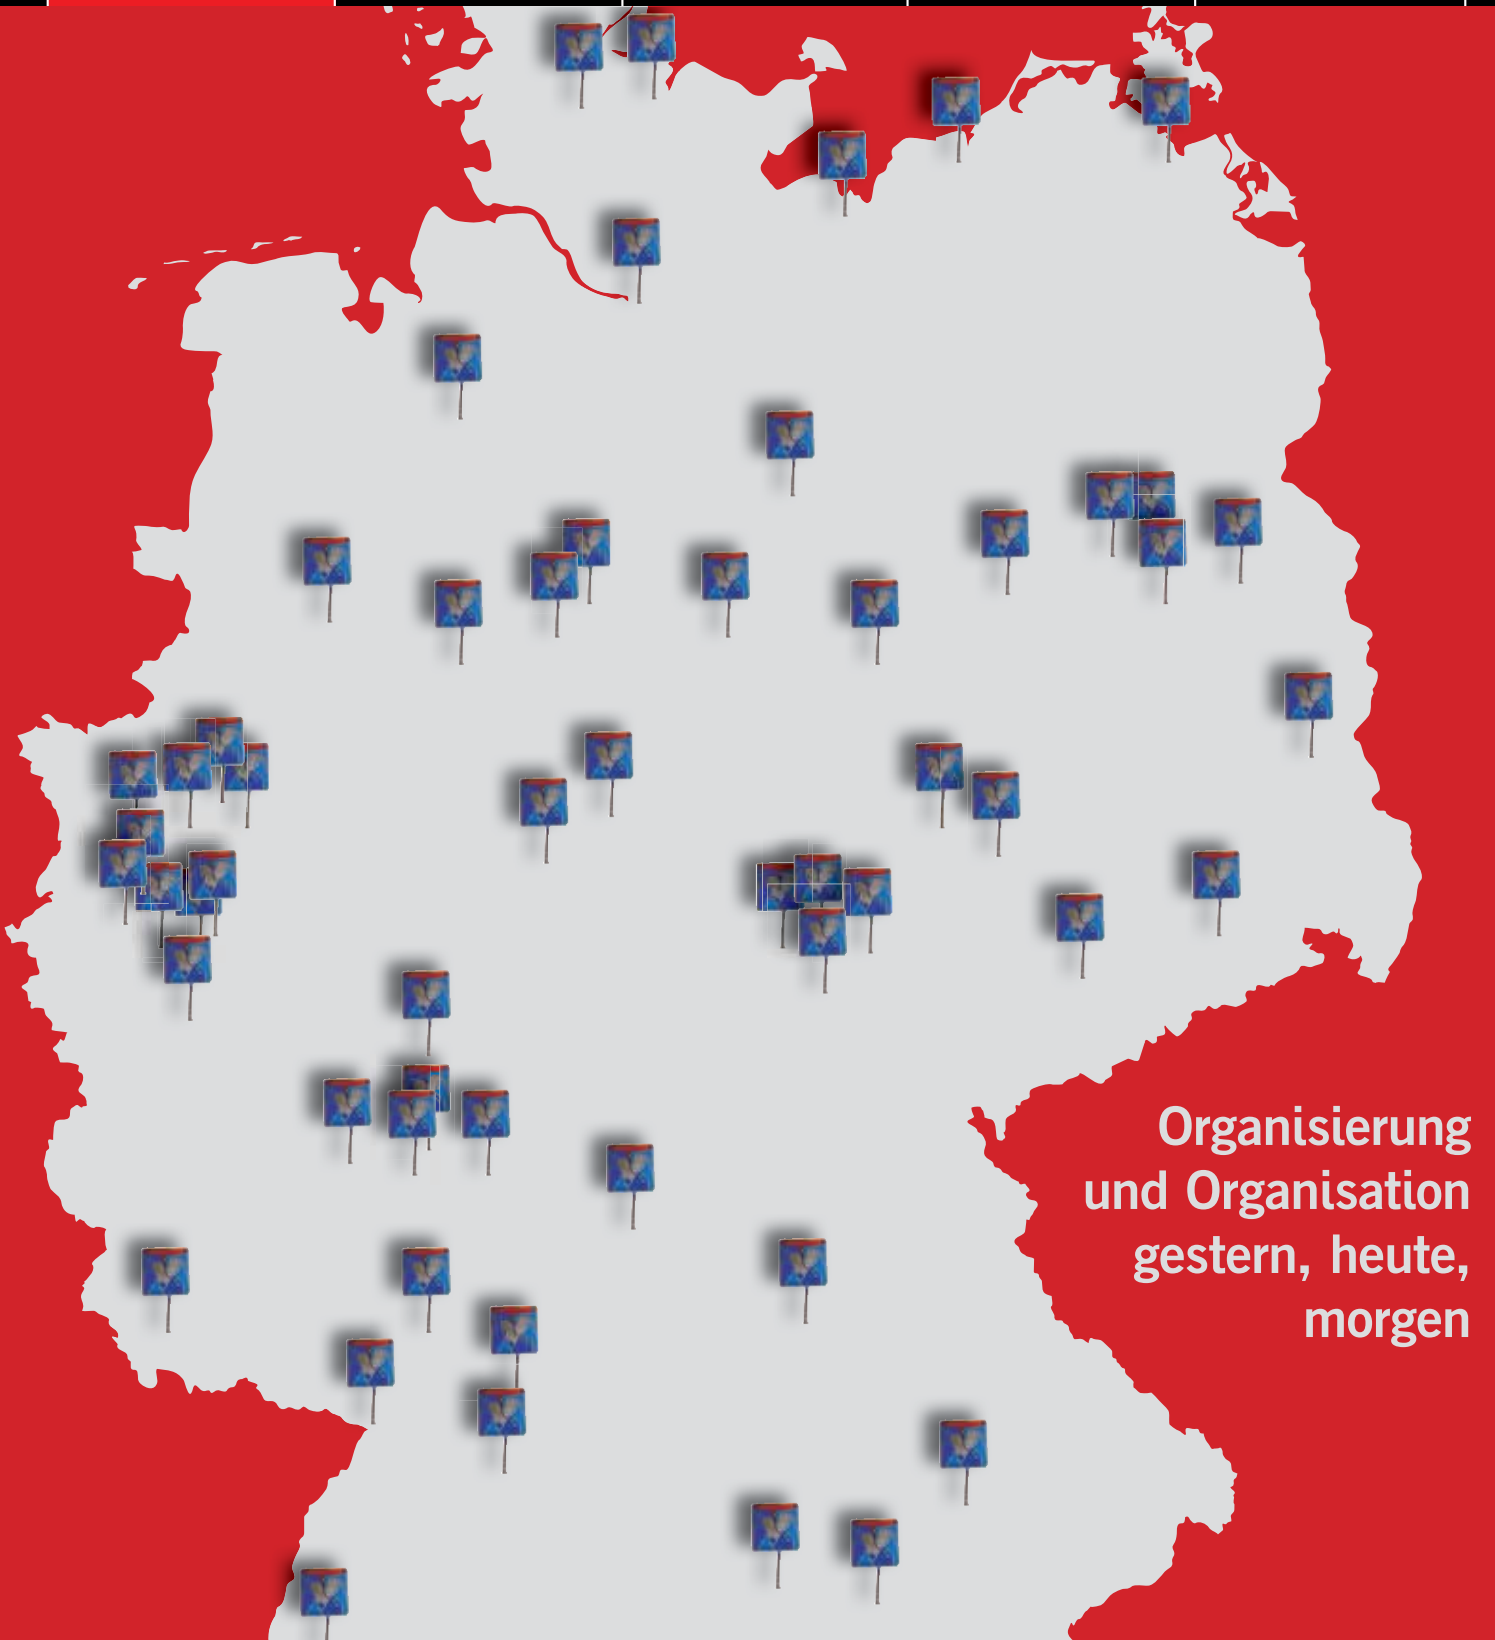 Organisierung
und Organisation
gestern, heute,
morgen